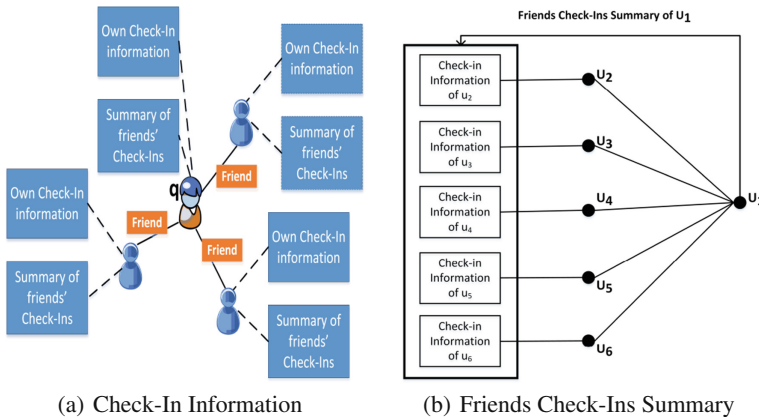 Own Check-In
information
Summary of
friends'
Check-Ins
Own Check-In
information
Summary of
friends'
Check-Ins
q
Friend
Own Check-In
information
Summary of
friends'
Check-Ins
Friend
Friend
Own Check-In
information
Summary of
friends'
Check-Ins
(a) Check-In Information
Friends Check-Ins Summary of U1
Check-in
Information
of u2
U2
Check-in
Information
of u3
U3
Check-in
Information
of u4
U4
Check-in
Information
of u5
U5
Check-in
Information
of u6
U6
(b) Friends Check-Ins Summary